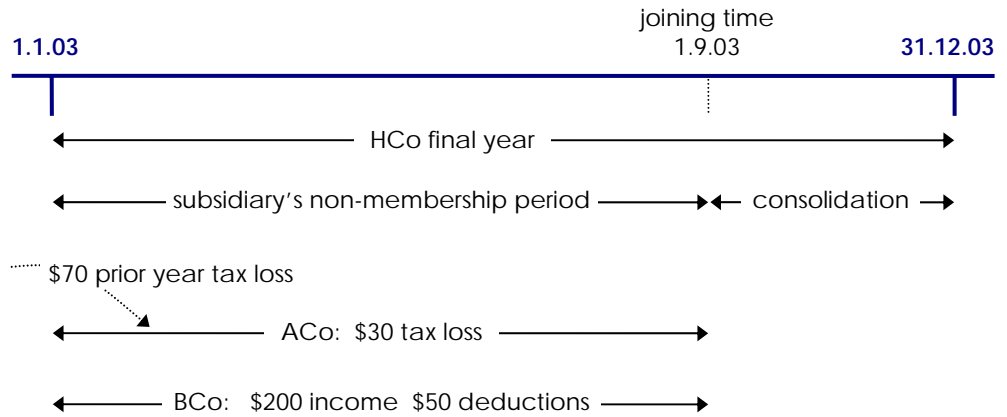 joining time
1.1.03 1.9.03 31.12.03
HCo final year
subsidiary's non-membership period consolidation
$70 prior year tax loss
ACo: $30 tax loss
BCo: $200 income $50 deductions